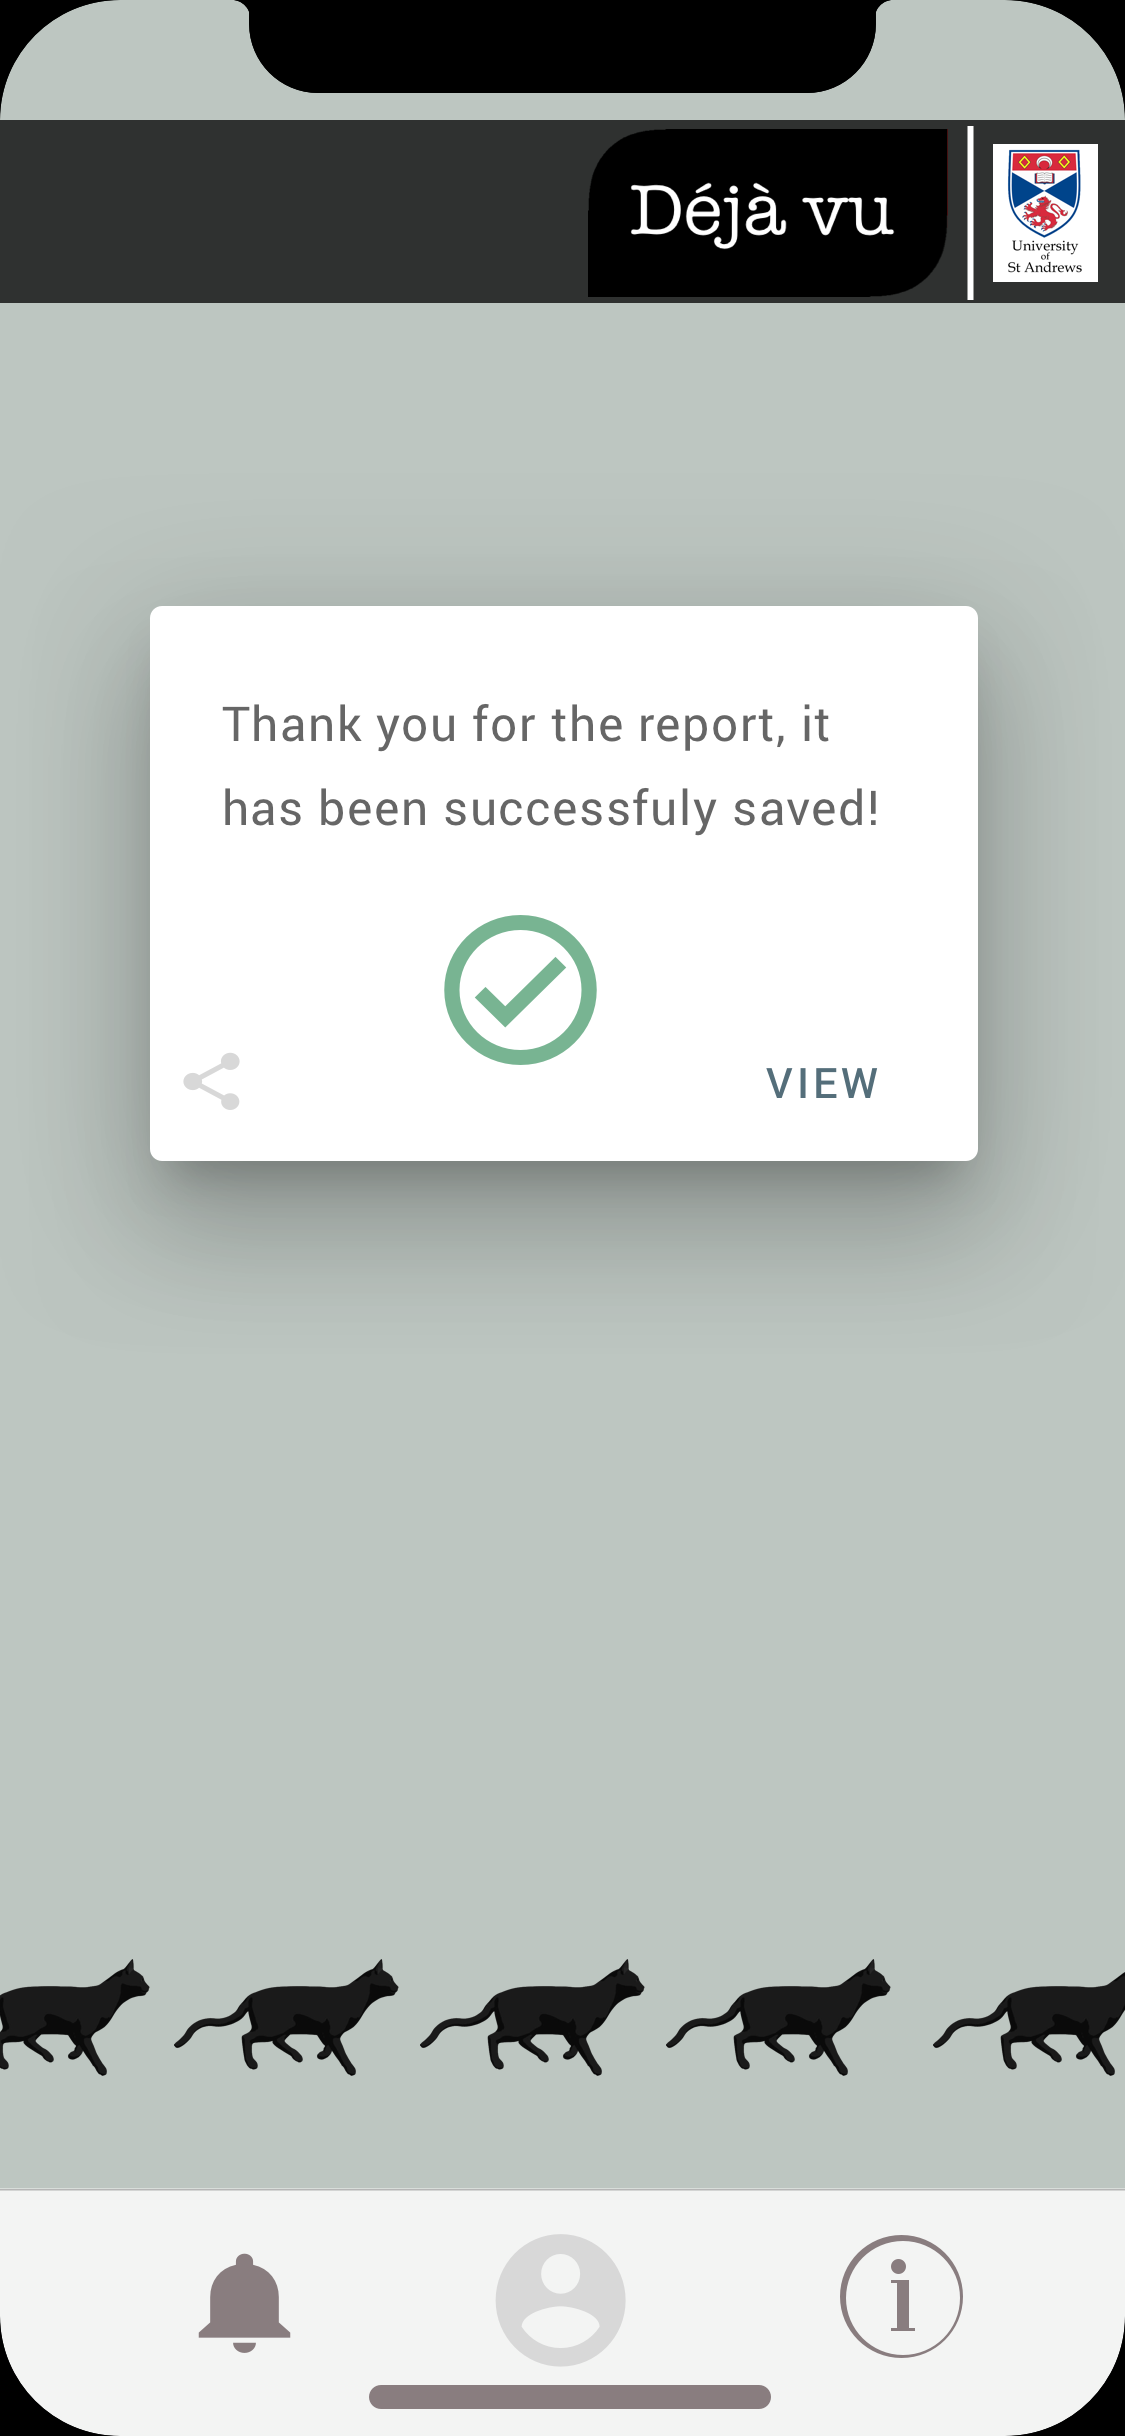 Déjà vu
University
of
St Andrews
Thank you for the report, it
has been successfuly saved!
VIEW